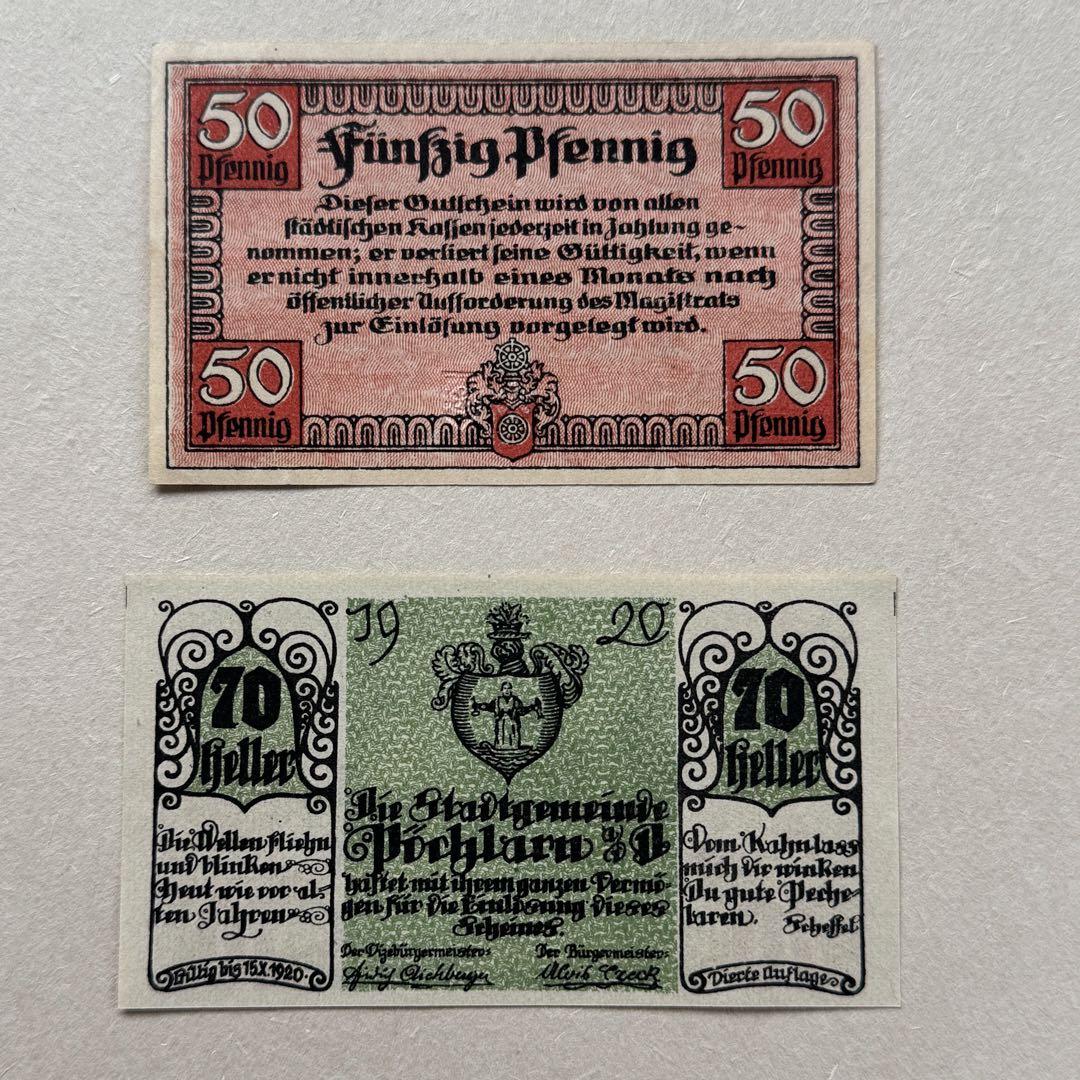 50 Pfennig
Fünfzig Pfennig
50 Pfennig
Dieser Gutschein wird von allen
städtischen Kassen jederzeit in Zahlung ge-
nommen; er verliert seine Gültigkeit, wenn
er nicht innerhalb eines Monats nach
öffentlicher Aufforderung des Magistrats
zur Einlösung vorgelegt wird.
50 Pfennig
50 Pfennig
19 20
70
Heller
70
Heller
Die Wellen fliehn
und blinken
Heut wie vor al-
ten Jahren
Gültig bis 15.X.1920.
Die Stadtgemeinde
Pöchlarn a/D
haftet mit ihrem ganzen Vermö-
gen für die Einlösung dieses
Scheines.
Der Vizebürgermeister:
Der Bürgermeister:
Alois Czeck
Vom Kahn lass
mich dir winken
Du gute Peche-
laren.
Scheffel
Vierte Auflage